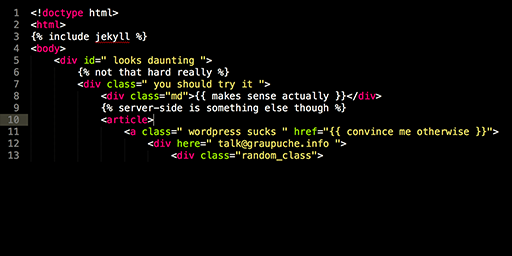 1 <!doctype html>
2 <html>
3 {% include jekyll %}
4 <body>
5 <div id=" looks daunting ">
6 {% not that hard really %}
7 <div class=" you should try it ">
8 <div class="md">{{ makes sense actually }}</div>
9 {% server-side is something else though %}
10 <article>
11 <a class=" wordpress sucks " href="{{ convince me otherwise }}">
12 <div here=" talk@graupuche.info ">
13 <div class="random_class">